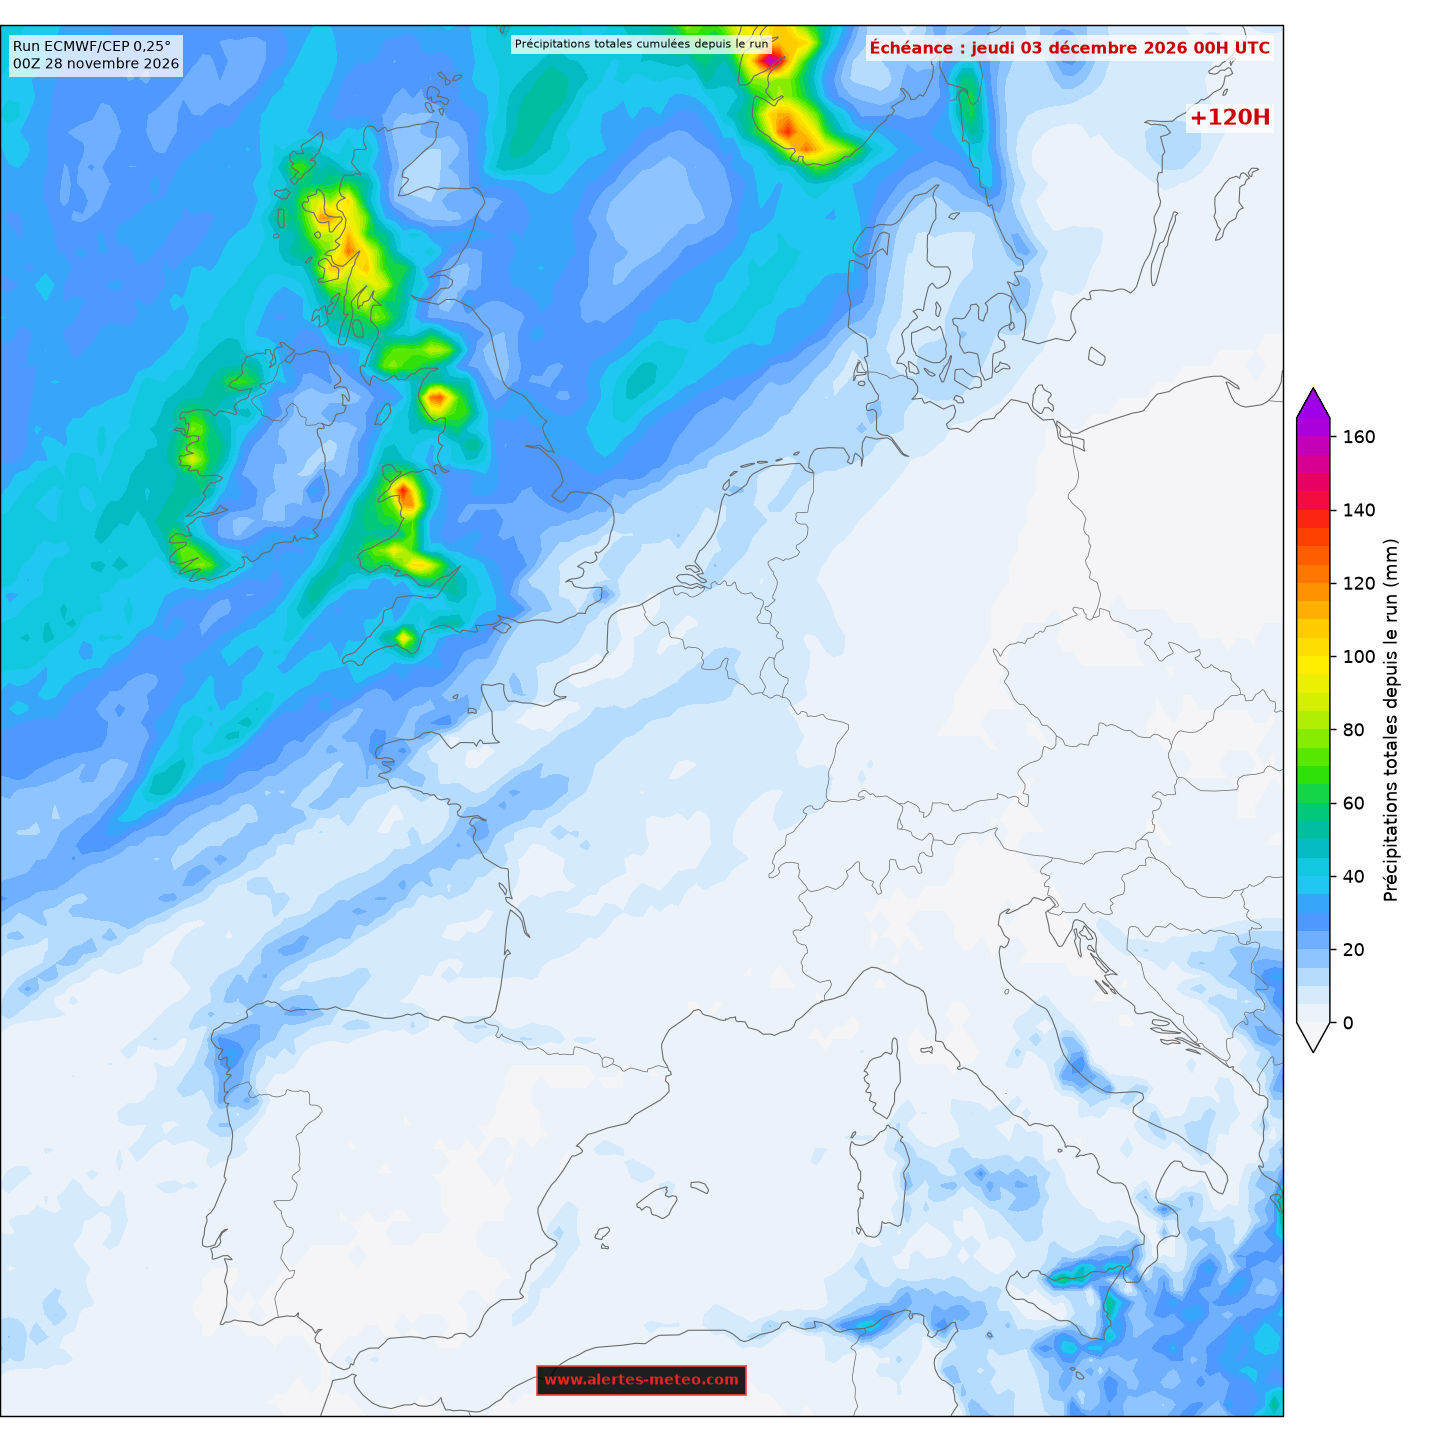 Run ECMWF/CEP 0,25°
00Z 28 novembre 2026
Précipitations totales cumulées depuis le run
Échéance : jeudi 03 décembre 2026 00H UTC
+120H
160
140
120
100
80
60
40
20
0
Précipitations totales depuis le run (mm)
www.alertes-meteo.com